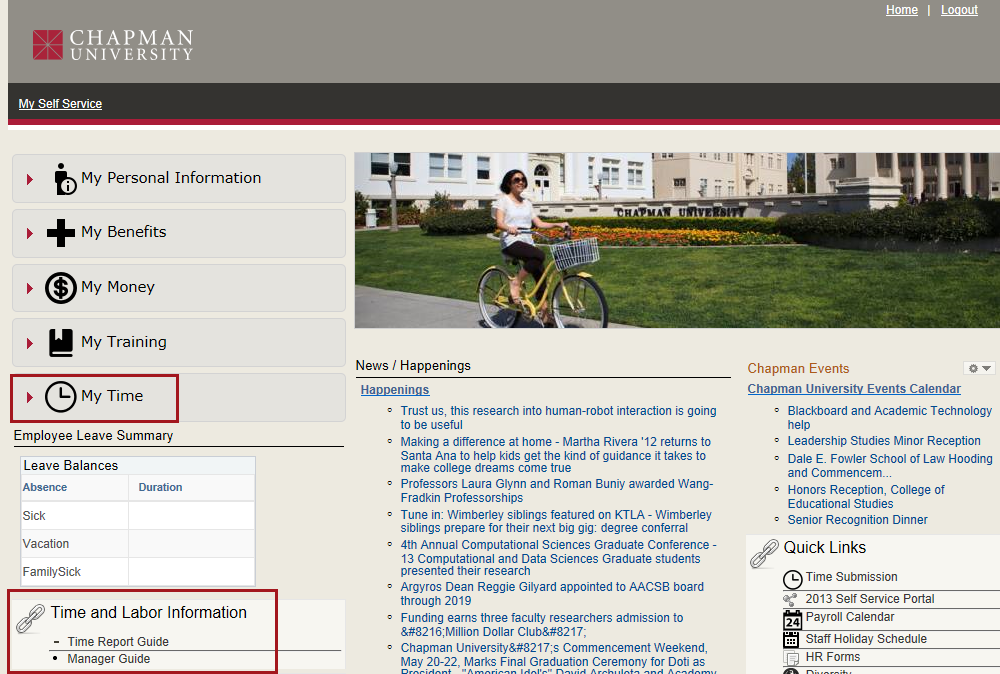 Home | Logout
CHAPMAN
UNIVERSITY
My Self Service
My Personal Information
My Benefits
My Money
My Training
My Time
Employee Leave Summary
Leave Balances
Absence Duration
Sick
Vacation
FamilySick
Time and Labor Information
Time Report Guide
Manager Guide
CHAPMAN UNIVERSITY
News / Happenings
Happenings
Trust us, this research into human-robot interaction is going
to be useful
Making a difference at home - Martha Rivera '12 returns to
Santa Ana to help kids get the kind of guidance it takes to
make college dreams come true
Professors Laura Glynn and Roman Buniy awarded Wang-
Fradkin Professorships
Tune in: Wimberley siblings featured on KTLA - Wimberley
siblings prepare for their next big gig: degree conferral
4th Annual Computational Sciences Graduate Conference -
13 Computational and Data Sciences Graduate students
presented their research
Argyros Dean Reggie Gilyard appointed to AACSB board
through 2019
Funding earns three faculty researchers admission to
&#8216;Million Dollar Club&#8217;
Chapman University&#8217;s Commencement Weekend,
May 20-22, Marks Final Graduation Ceremony for Doti as
President - "American Idol's" David Archuleta and Academy
Chapman Events
Chapman University Events Calendar
Blackboard and Academic Technology
help
Leadership Studies Minor Reception
Dale E. Fowler School of Law Hooding
and Commencem...
Honors Reception, College of
Educational Studies
Senior Recognition Dinner
Quick Links
Time Submission
2013 Self Service Portal
24 Payroll Calendar
Staff Holiday Schedule
HR Forms
Diversity